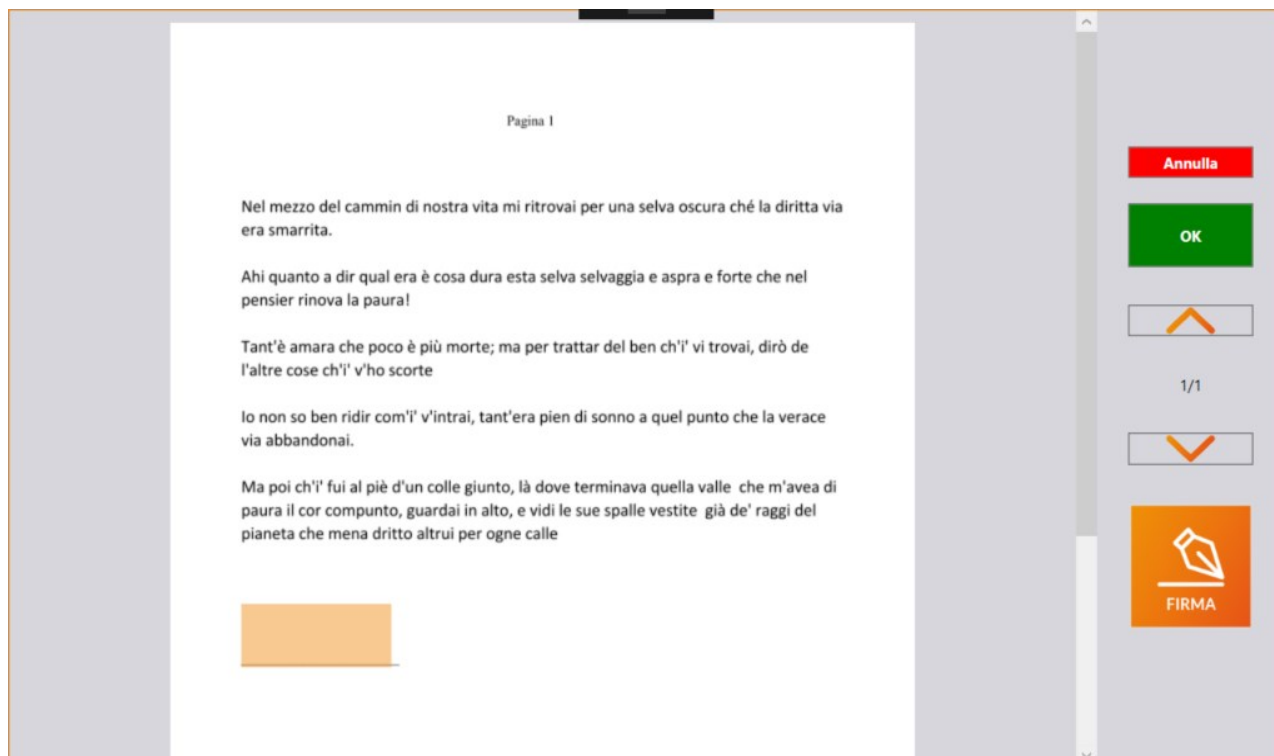 Pagina 1
Nel mezzo del cammin di nostra vita mi ritrovai per una selva oscura ché la diritta via
era smarrita.
Ahi quanto a dir qual era è cosa dura esta selva selvaggia e aspra e forte che nel
pensier rinova la paura!
Tant'è amara che poco è più morte; ma per trattar del ben ch'i' vi trovai, dirò de
l'altre cose ch'i' v'ho scorte
Io non so ben ridir com'i' v'intrai, tant'era pien di sonno a quel punto che la verace
via abbandonai.
Ma poi ch'i' fui al piè d'un colle giunto, là dove terminava quella valle  che m'avea di
paura il cor compunto, guardai in alto, e vidi le sue spalle vestite  già de' raggi del
pianeta che mena dritto altrui per ogne calle
Annulla
OK
1/1
FIRMA